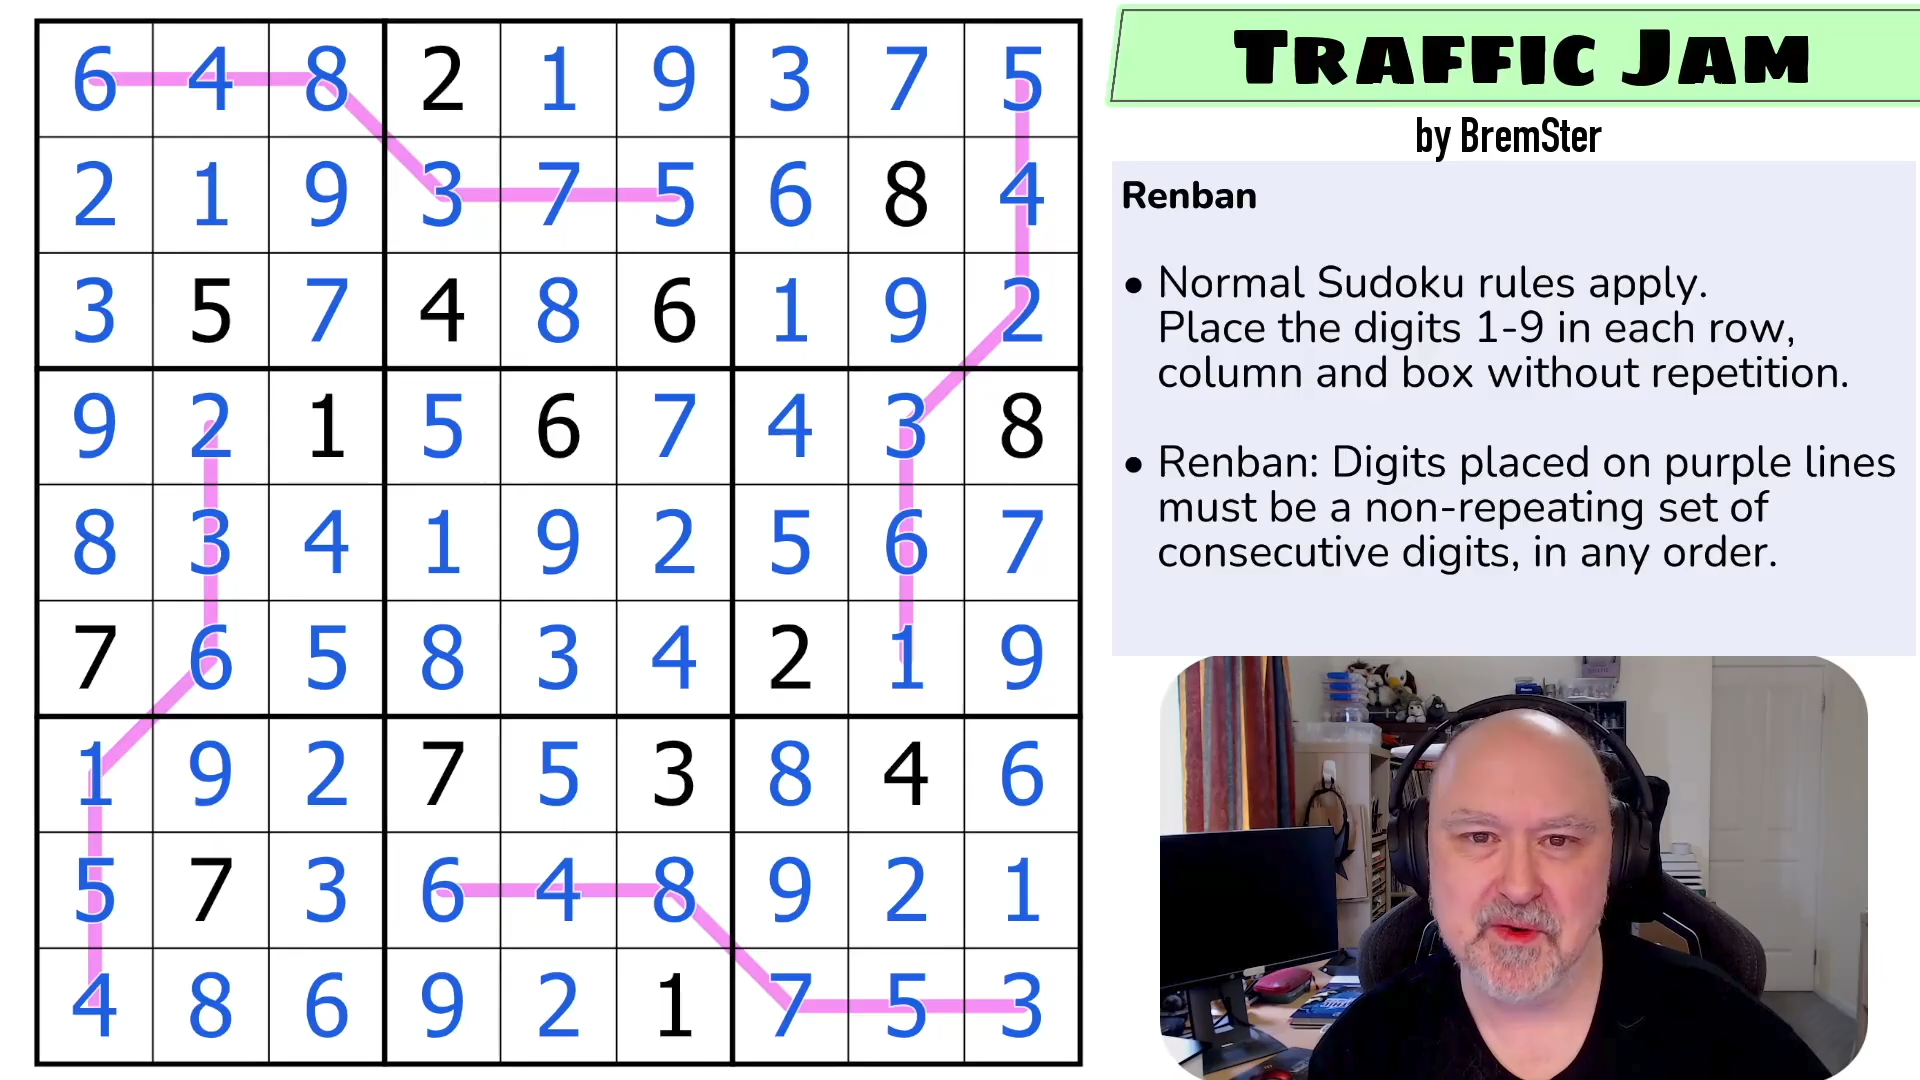 6 4 8 2 1 9 3 7 5
2 1 9 3 7 5 6 8 4
3 5 7 4 8 6 1 9 2
9 2 1 5 6 7 4 3 8
8 3 4 1 9 2 5 6 7
7 6 5 8 3 4 2 1 9
1 9 2 7 5 3 8 4 6
5 7 3 6 4 8 9 2 1
4 8 6 9 2 1 7 5 3
TRAFFIC JAM
by BremSter
Renban
• Normal Sudoku rules apply.
Place the digits 1-9 in each row,
column and box without repetition.
• Renban: Digits placed on purple lines
must be a non-repeating set of
consecutive digits, in any order.